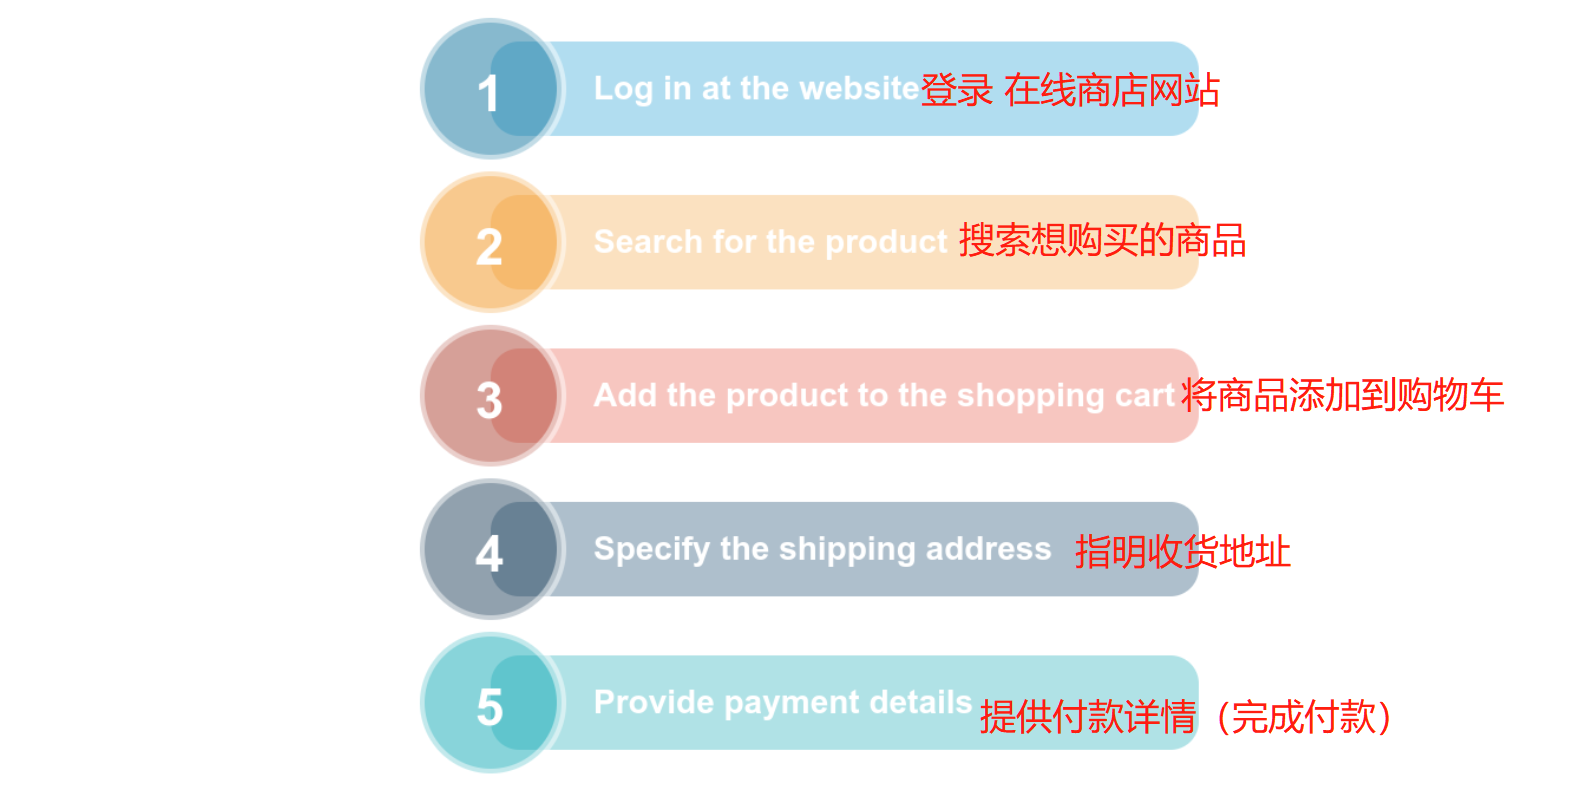 1 Log in at the website登录 在线商店网站
2 Search for the product 搜索想购买的商品
3 Add the product to the shopping cart 将商品添加到购物车
4 Specify the shipping address 指明收货地址
5 Provide payment details 提供付款详情（完成付款）